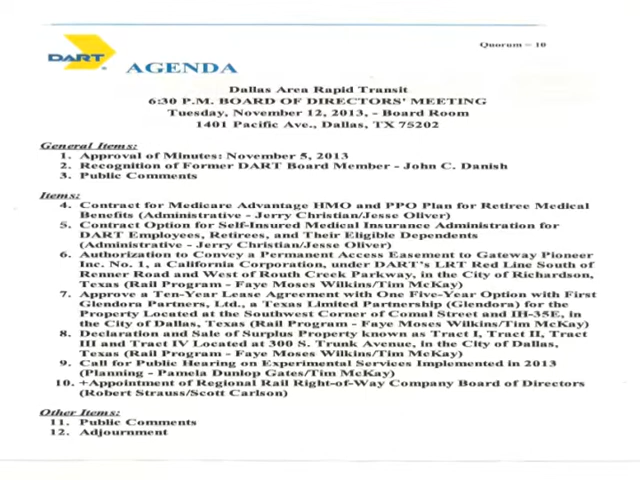 Quorum = 10
DART
AGENDA
Dallas Area Rapid Transit
6:30 P.M. BOARD OF DIRECTORS' MEETING
Tuesday, November 12, 2013, - Board Room
1401 Pacific Ave., Dallas, TX 75202
General Items:
1. Approval of Minutes: November 5, 2013
2. Recognition of Former DART Board Member - John C. Danish
3. Public Comments
Items:
4. Contract for Medicare Advantage HMO and PPO Plan for Retiree Medical
Benefits (Administrative - Jerry Christian/Jesse Oliver)
5. Contract Option for Self-Insured Medical Insurance Administration for
DART Employees, Retirees, and Their Eligible Dependents
(Administrative - Jerry Christian/Jesse Oliver)
6. Authorization to Convey a Permanent Access Easement to Gateway Pioneer
Inc. No. 1, a California Corporation, under DART's LRT Red Line South of
Renner Road and West of Routh Creek Parkway, in the City of Richardson,
Texas (Rail Program - Faye Moses Wilkins/Tim McKay)
7. Approve a Ten-Year Lease Agreement with One Five-Year Option with First
Glendora Partners, Ltd., a Texas Limited Partnership (Glendora) for the
Property Located at the Southwest Corner of Comal Street and IH-35E, in
the City of Dallas, Texas (Rail Program - Faye Moses Wilkins/Tim McKay)
8. Declaration and Sale of Surplus Property known as Tract I, Tract II, Tract
III and Tract IV Located at 300 S. Trunk Avenue, in the City of Dallas,
Texas (Rail Program - Faye Moses Wilkins/Tim McKay)
9. Call for Public Hearing on Experimental Services Implemented in 2013
(Planning - Pamela Dunlop Gates/Tim McKay)
10. +Appointment of Regional Rail Right-of-Way Company Board of Directors
(Robert Strauss/Scott Carlson)
Other Items:
11. Public Comments
12. Adjournment